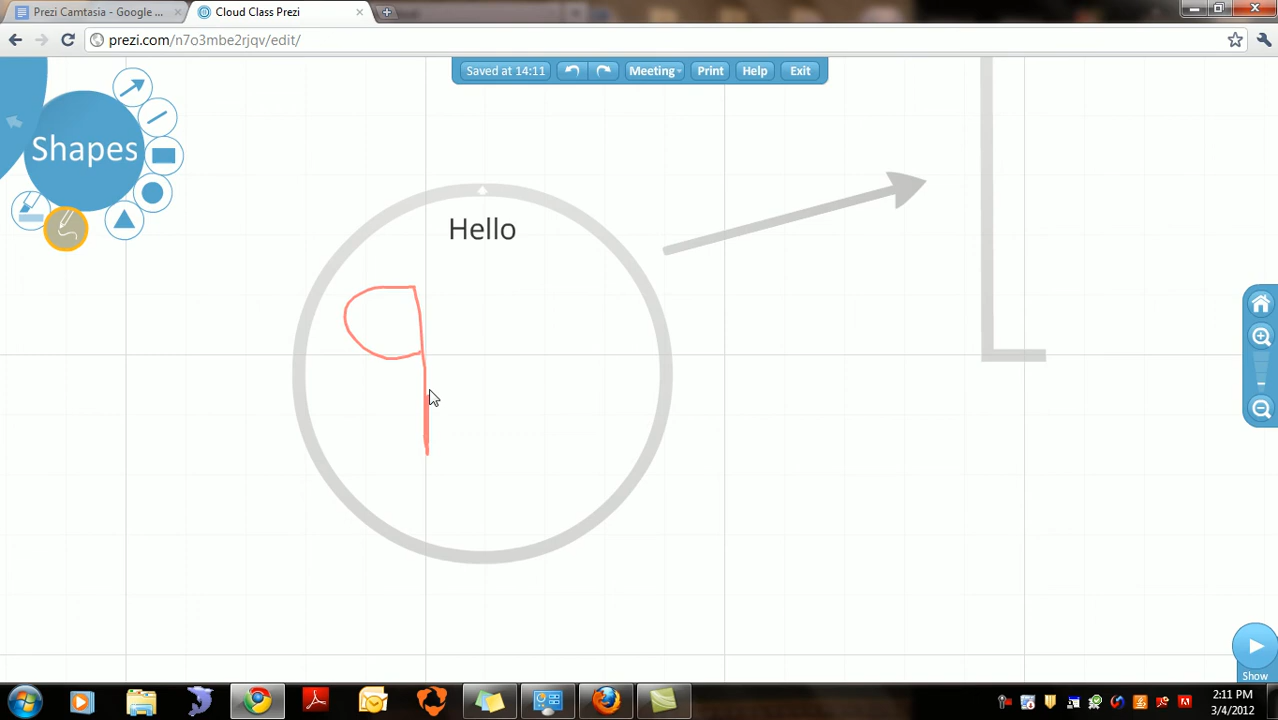 Prezi Camtasia - Google ...
Cloud Class Prezi
prezi.com/n7o3mbe2rjqv/edit/
Saved at 14:11
Meeting
Print
Help
Exit
Shapes
Hello
Show
2:11 PM
3/4/2012